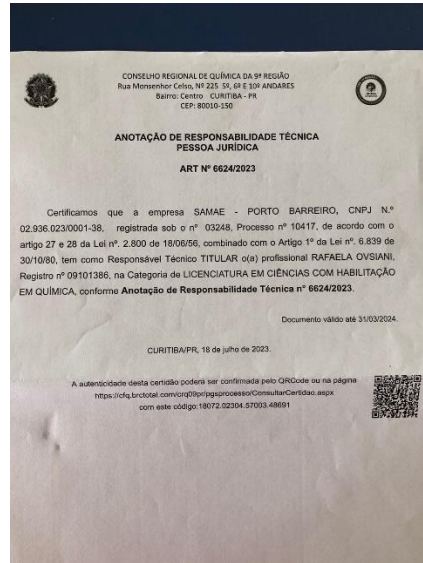 CONSELHO REGIONAL DE QUÍMICA DA 9ª REGIÃO
Rua Monsenhor Celso, Nº 225 5º, 6º E 10º ANDARES
Bairro: Centro CURITIBA - PR
CEP: 80010-150
ANOTAÇÃO DE RESPONSABILIDADE TÉCNICA
PESSOA JURÍDICA
ART Nº 6624/2023
Certificamos que a empresa SAMAE - PORTO BARREIRO, CNPJ N.º
02.936.023/0001-38, registrada sob o nº 03248, Processo nº 10417, de acordo com o
artigo 27 e 28 da Lei nº. 2.800 de 18/06/56, combinado com o Artigo 1º da Lei nº. 6.839 de
30/10/80, tem como Responsável Técnico TITULAR o(a) profissional RAFAELA OVSIANI,
Registro nº 09101386, na Categoria de LICENCIATURA EM CIÊNCIAS COM HABILITAÇÃO
EM QUÍMICA, conforme Anotação de Responsabilidade Técnica nº 6624/2023.
Documento válido até 31/03/2024.
CURITIBA/PR, 18 de julho de 2023.
A autenticidade desta certidão poderá ser confirmada pelo QRCode ou na página
https://cfq.brctotal.com/crq09pr/pgsprocesso/ConsultarCertidao.aspx
com este código:18072.02304.57003.48691